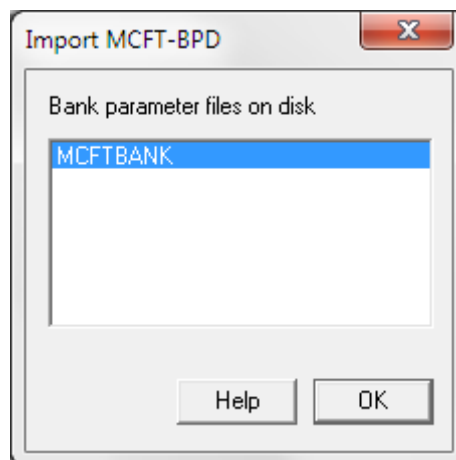 Import MCFT-BPD
Bank parameter files on disk
MCFTBANK
Help
OK